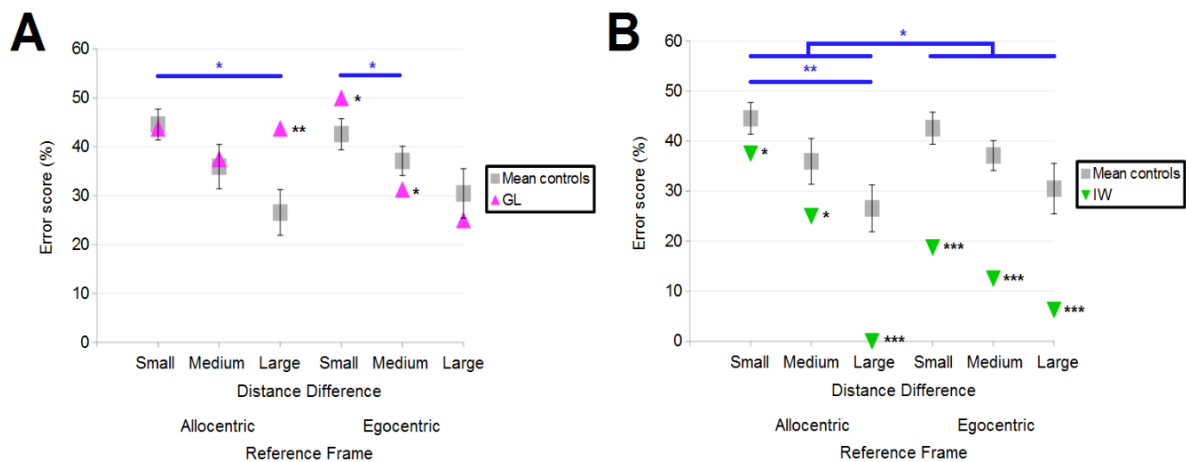 A
60
50
40
30
20
10
0
Error score (%)
*
*
*
**
*
Mean controls
GL
Small Medium Large Small Medium Large
Distance Difference
Allocentric Egocentric
Reference Frame
B
60
50
40
30
20
10
0
Error score (%)
*
**
*
*
***
***
***
***
Mean controls
IW
Small Medium Large Small Medium Large
Distance Difference
Allocentric Egocentric
Reference Frame